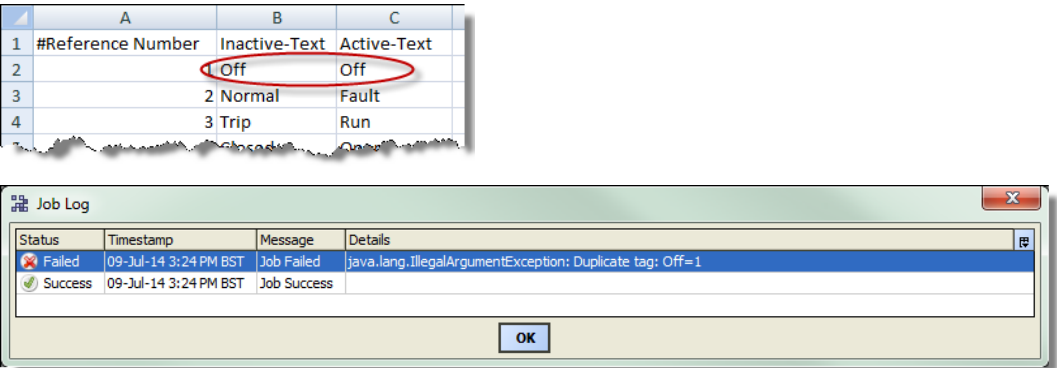 A B C
1 #Reference Number Inactive-Text Active-Text
2 1 Off Off
3 2 Normal Fault
4 3 Trip Run
Job Log
Status Timestamp Message Details
Failed 09-Jul-14 3:24 PM BST Job Failed java.lang.IllegalArgumentException: Duplicate tag: Off=1
Success 09-Jul-14 3:24 PM BST Job Success
OK